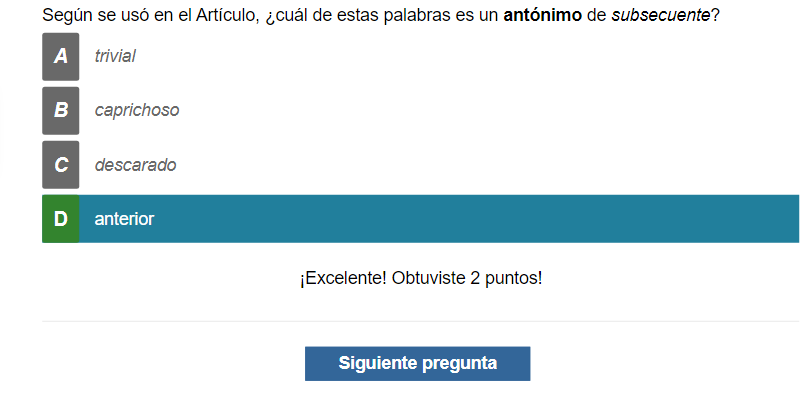 Según se usó en el Artículo, ¿cuál de estas palabras es un antónimo de subsecuente?
A trivial
B caprichoso
C descarado
D anterior
¡Excelente! Obtuviste 2 puntos!
Siguiente pregunta